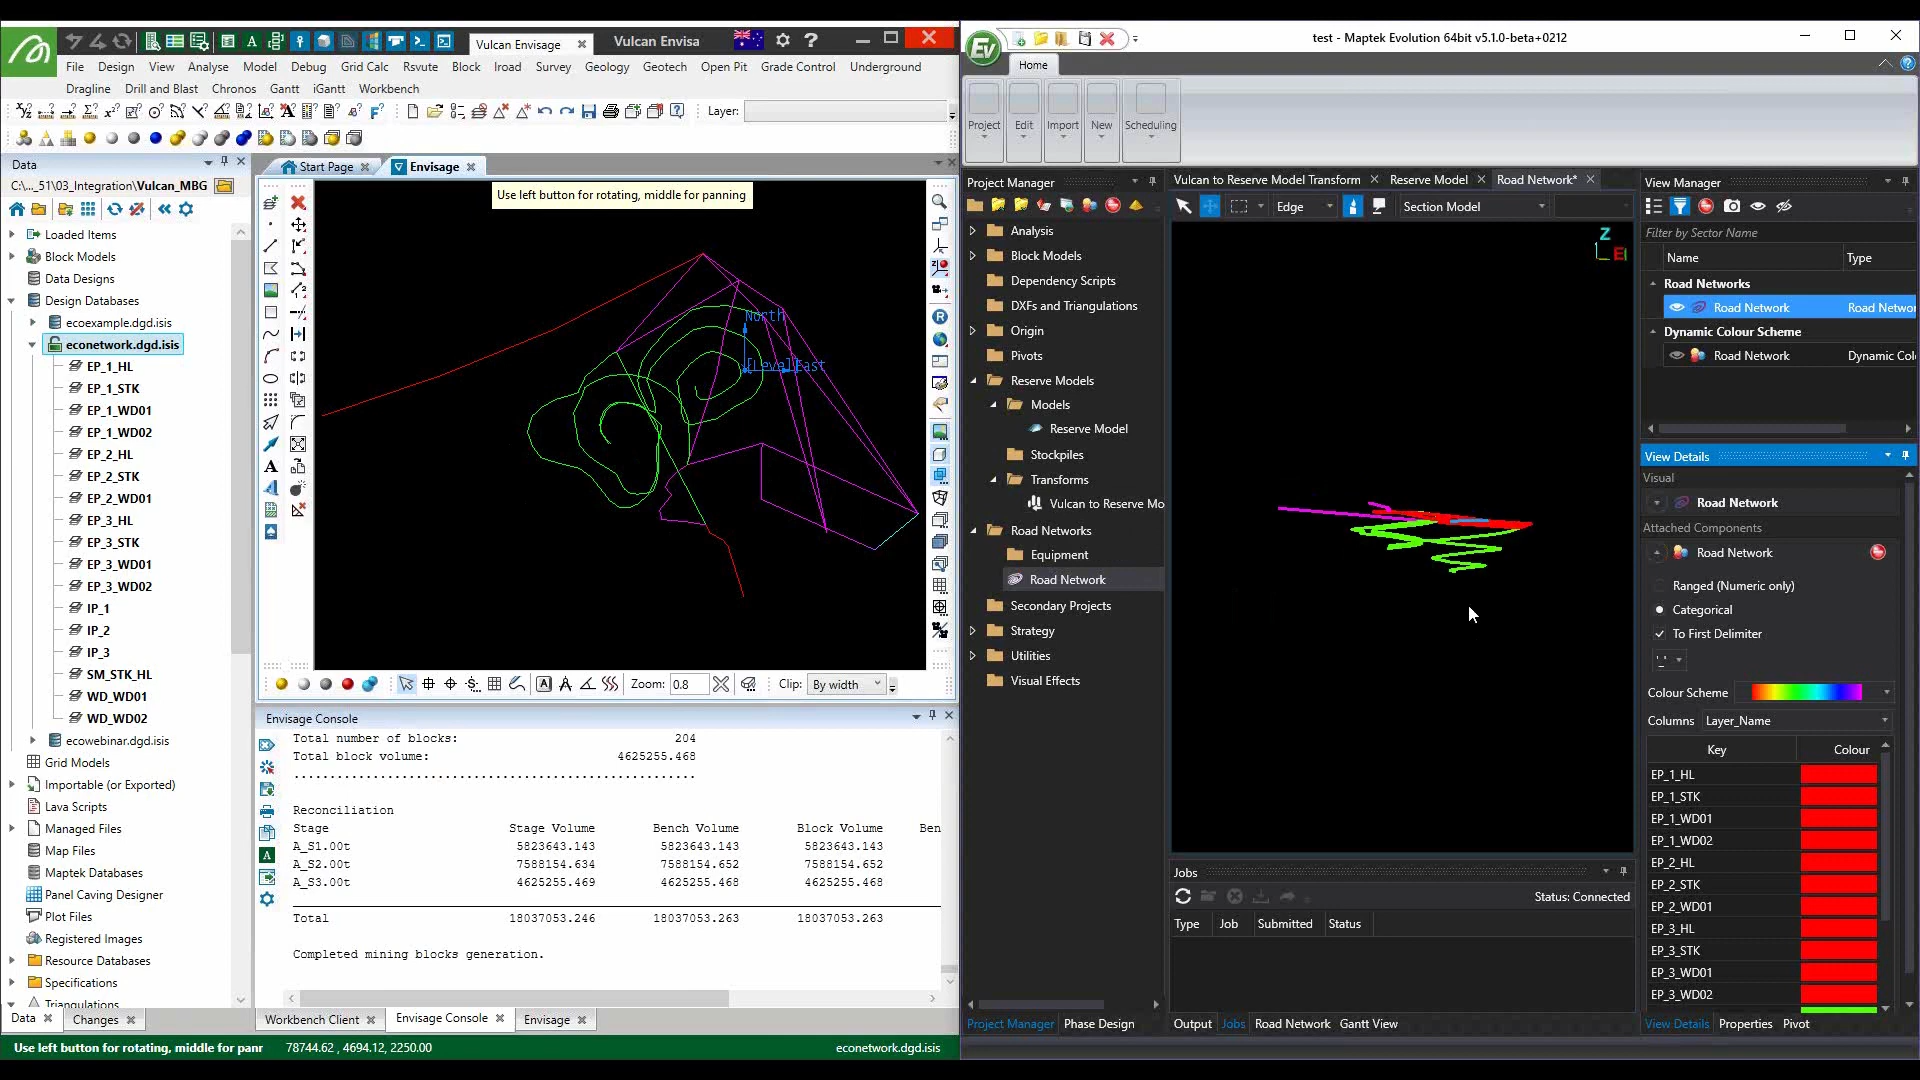 Vulcan Envisage
Vulcan Envisa
File Design View Analyse Model Debug Grid Calc Rsvute Block Iroad Survey Geology Geotech Open Pit Grade Control Underground
Dragline Drill and Blast Chronos Gantt iGantt Workbench
Layer:
Data
C:\..._51\03_Integration\Vulcan_MBG
Loaded Items
Block Models
Data Designs
Design Databases
ecoexample.dgd.isis
econetwork.dgd.isis
EP_1_HL
EP_1_STK
EP_1_WD01
EP_1_WD02
EP_2_HL
EP_2_STK
EP_2_WD01
EP_3_HL
EP_3_STK
EP_3_WD01
EP_3_WD02
IP_1
IP_2
IP_3
SM_STK_HL
WD_WD01
WD_WD02
ecowebinar.dgd.isis
Grid Models
Importable (or Exported)
Lava Scripts
Managed Files
Map Files
Maptek Databases
Panel Caving Designer
Plot Files
Registered Images
Resource Databases
Specifications
Triangulations
Data
Changes
Start Page
Envisage
Use left button for rotating, middle for panning
North
[Level]East
Zoom: 0.8
Clip: By width
Envisage Console
Total number of blocks: 204
Total block volume: 4625255.468
Reconciliation
Stage Stage Volume Bench Volume Block Volume Ben
A_S1.00t 5823643.143 5823643.143 5823643.143
A_S2.00t 7588154.634 7588154.652 7588154.652
A_S3.00t 4625255.469 4625255.468 4625255.468
Total 18037053.246 18037053.263 18037053.263
Completed mining blocks generation.
Workbench Client
Envisage Console
Envisage
Use left button for rotating, middle for panr
78744.62 , 4694.12, 2250.00
econetwork.dgd.isis
Ev
test - Maptek Evolution 64bit v5.1.0-beta+0212
Home
Project Edit Import New Scheduling
Project Manager
Analysis
Block Models
Dependency Scripts
DXFs and Triangulations
Origin
Pivots
Reserve Models
Models
Reserve Model
Stockpiles
Transforms
Vulcan to Reserve Mo
Road Networks
Equipment
Road Network
Secondary Projects
Strategy
Utilities
Visual Effects
Project Manager
Phase Design
Vulcan to Reserve Model Transform
Reserve Model
Road Network*
Edge
Section Model
Z
E
Jobs
Status: Connected
Type Job Submitted Status
Output Jobs Road Network Gantt View
View Manager
Filter by Sector Name
Name Type
Road Networks
Road Network Road Networ
Dynamic Colour Scheme
Road Network Dynamic Col
View Details
Visual
Road Network
Attached Components
Road Network
Ranged (Numeric only)
Categorical
To First Delimiter
'_'
Colour Scheme
Columns Layer_Name
Key Colour
EP_1_HL
EP_1_STK
EP_1_WD01
EP_1_WD02
EP_2_HL
EP_2_STK
EP_2_WD01
EP_3_HL
EP_3_STK
EP_3_WD01
EP_3_WD02
View Details Properties Pivot